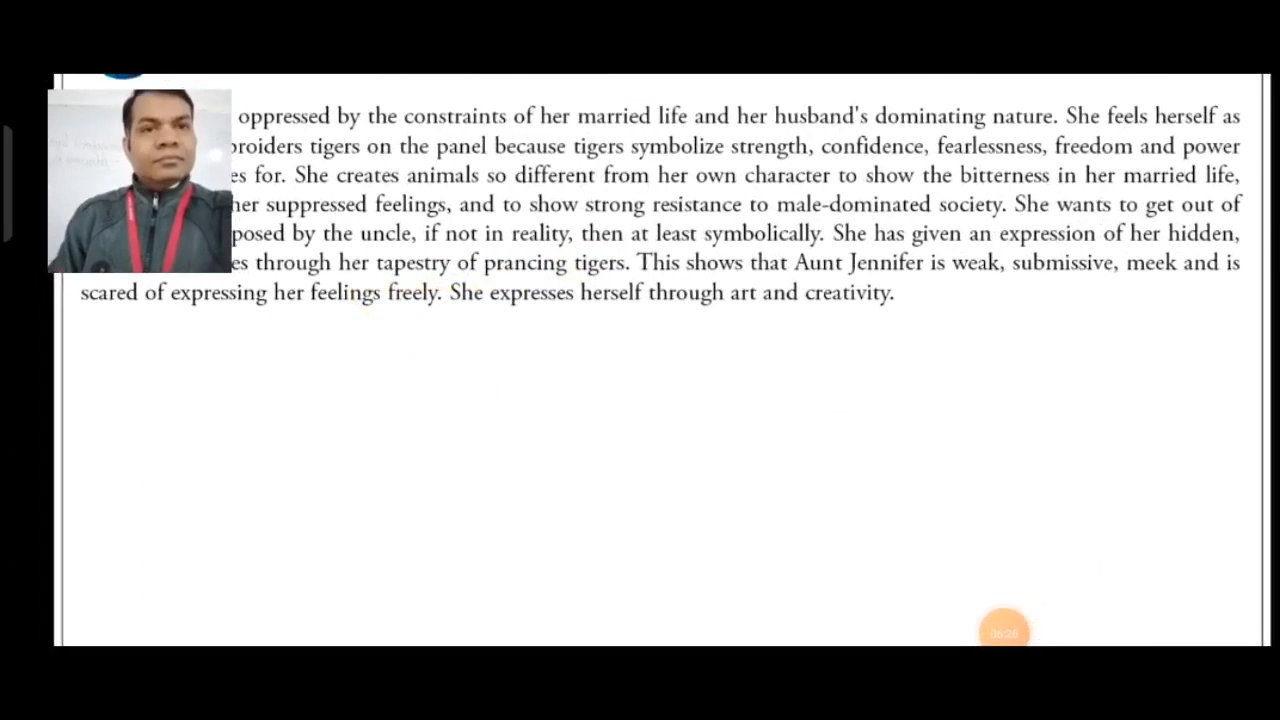 oppressed by the constraints of her married life and her husband's dominating nature. She feels herself as
tigers on the panel because tigers symbolize strength, confidence, fearlessness, freedom and power
for. She creates animals so different from her own character to show the bitterness in her married life,
her suppressed feelings, and to show strong resistance to male-dominated society. She wants to get out of
by the uncle, if not in reality, then at least symbolically. She has given an expression of her hidden,
through her tapestry of prancing tigers. This shows that Aunt Jennifer is weak, submissive, meek and is
scared of expressing her feelings freely. She expresses herself through art and creativity.